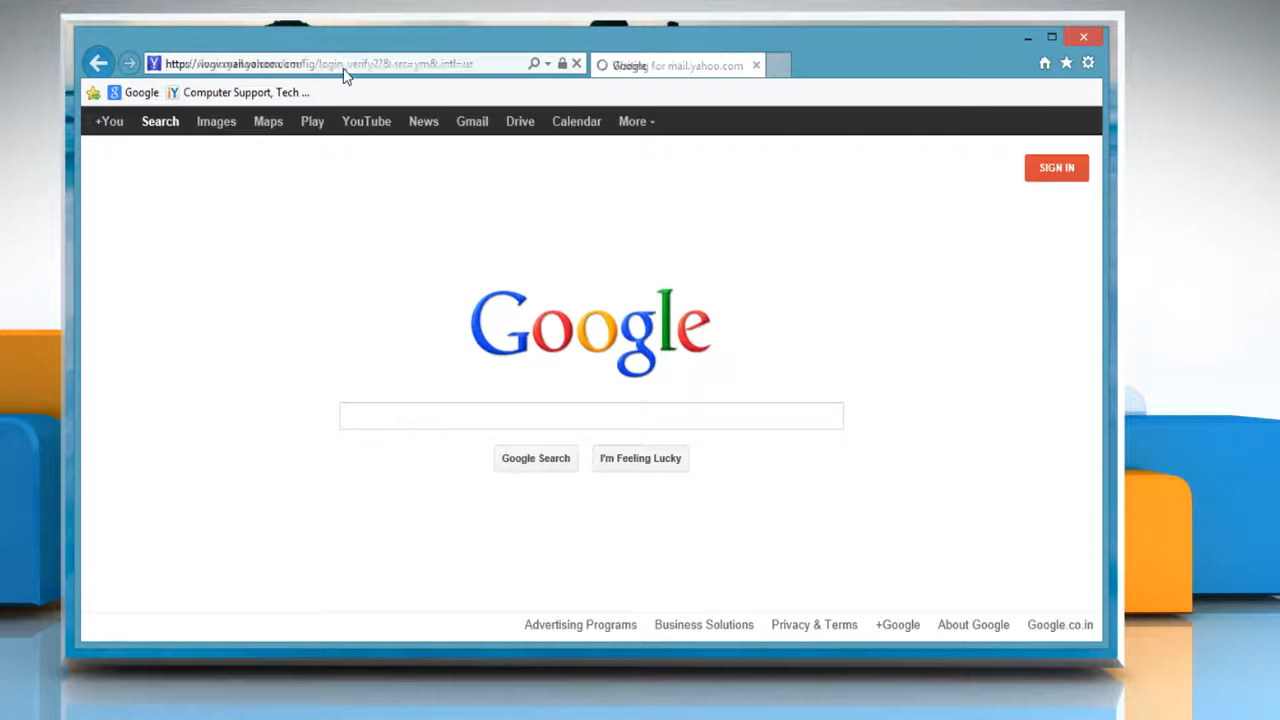 Google
Computer Support, Tech ...
+You
Search
Images
Maps
Play
YouTube
News
Gmail
Drive
Calendar
More
SIGN IN
Google
Google Search
I'm Feeling Lucky
Advertising Programs
Business Solutions
Privacy & Terms
+Google
About Google
Google.co.in